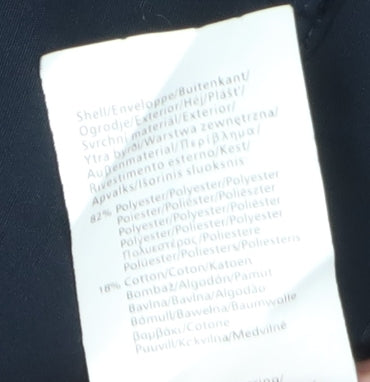 Shell/Enveloppe/Buitenkant/
Ogrodje/Exterior/Héj/Plášť/
Svrchní materiál/Exterior/
Ytra byrði/Warstwa zewnętrzna/
Außenmaterial/Περίβλημα/
Rivestimento esterno/Kest/
Apvalks/Išorinis sluoksnis
82% Polyester/Polyester/Polyester
Poliester/Poliéster/Poliészter
Polyester/Poliéster/Polyester
Polyester/Polyester/Polyester
Πολυεστέρας/Poliestere
Polüester/Poliesters/Poliesteris
18% Cotton/Coton/Katoen
Bombaž/Algodón/Pamut
Bavlna/Bavlna/Algodão
Bómull/Bawełna/Baumwolle
Βαμβάκι/Cotone
Puuvill/Kokvilna/Medvilnė